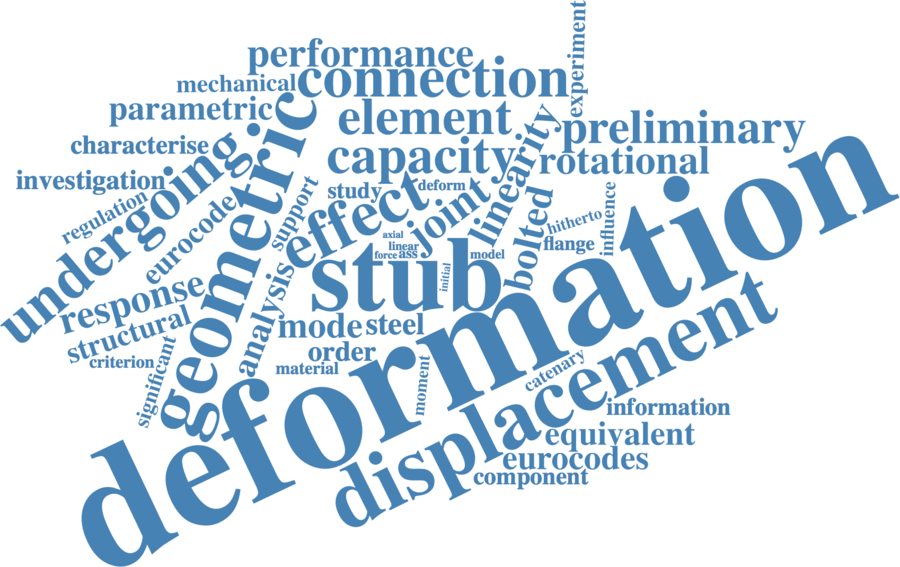 experiment
performance
connection
mechanical
parametric
element
preliminary
characterise
capacity
linearity
rotational
geometric
undergoing
investigation
study
deform
support
effect
joint
bolted
deformation
regulation
eurocode
hitherto
influence
axial
linear
flange
force
ass
model
stub
initial
analysis
response
structural
mode
steel
displacement
order
criterion
material
significant
moment
catenary
information
equivalent
eurocodes
component